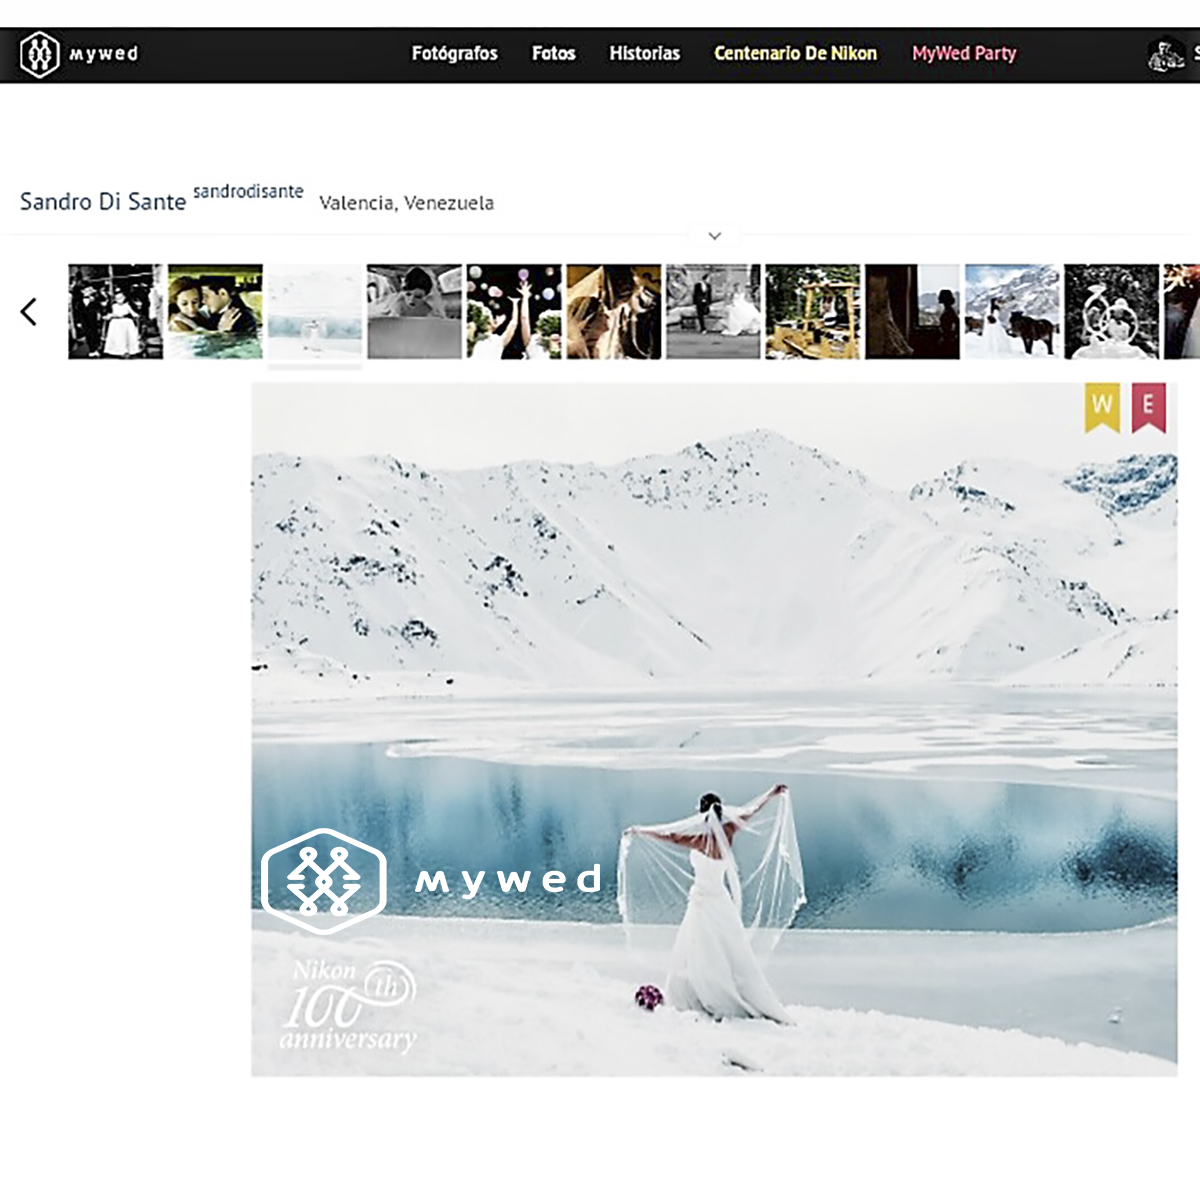 mywed Fotógrafos Fotos Historias Centenario De Nikon MyWed Party
Sandro Di Sante sandrodisante Valencia, Venezuela
W E
mywed
Nikon
100th
anniversary